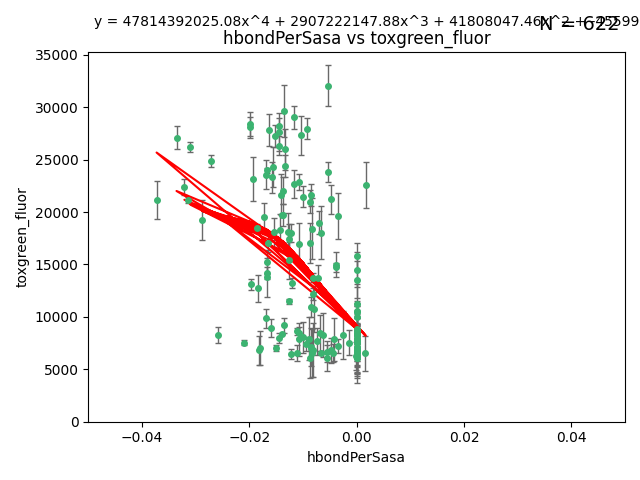 y = 47814392025.08x^4 + 2907222147.88x^3 + 41808047.46x^2 +
N = 622
hbondPerSasa vs toxgreen_fluor
35000
30000
25000
20000
15000
10000
5000
0
toxgreen_fluor
−0.04
−0.02
0.00
0.02
0.04
hbondPerSasa